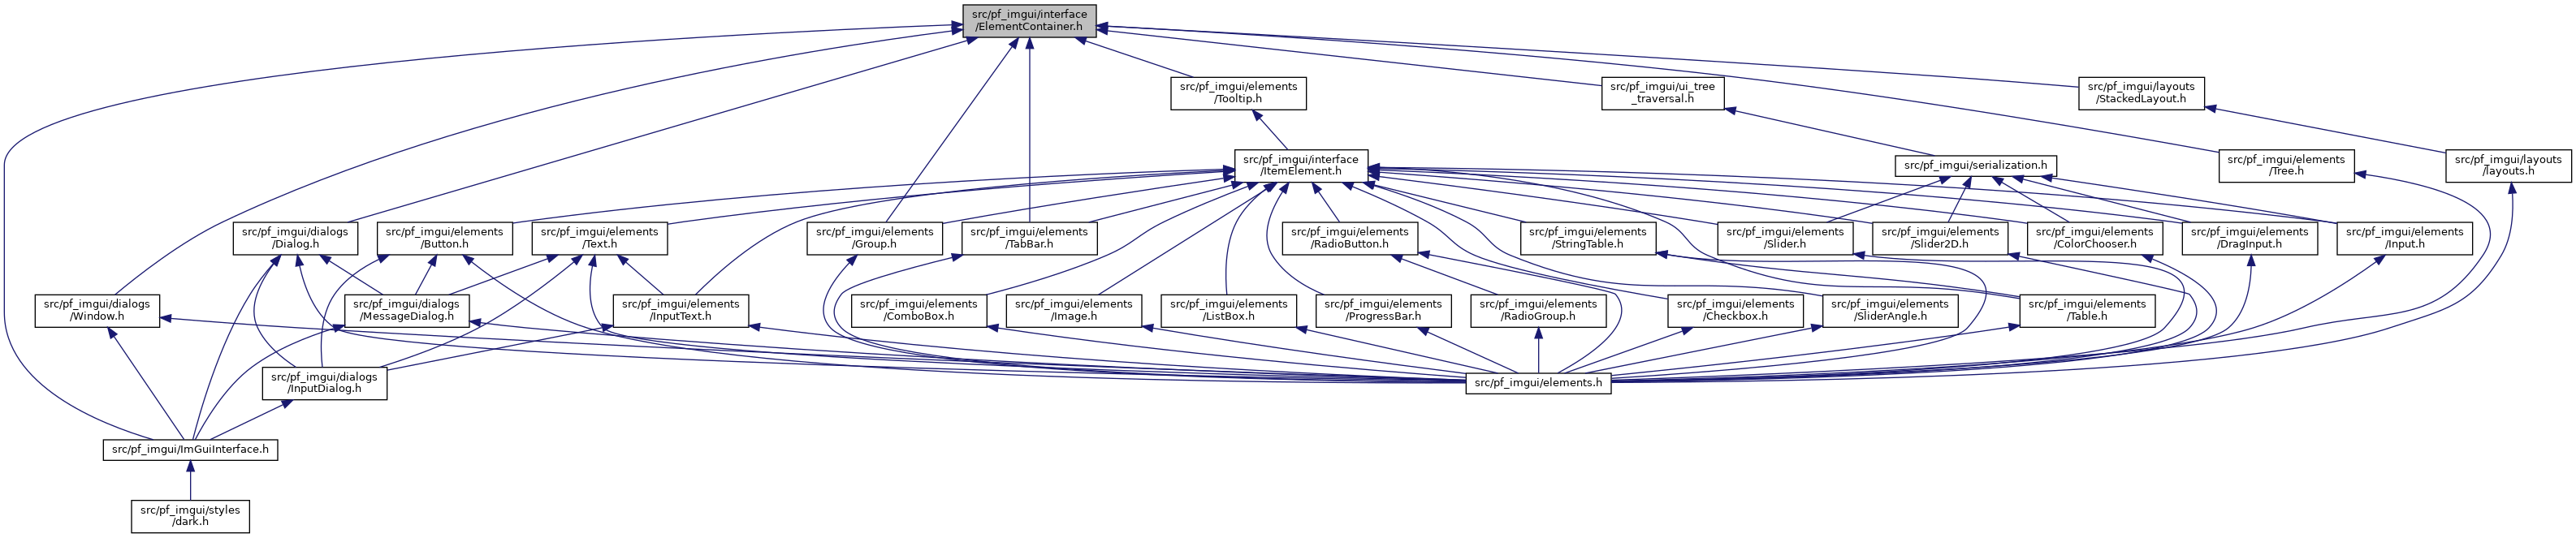 src/pf_imgui/interface
/ElementContainer.h
src/pf_imgui/elements
/Tooltip.h
src/pf_imgui/ui_tree
_traversal.h
src/pf_imgui/layouts
/StackedLayout.h
src/pf_imgui/interface
/ItemElement.h
src/pf_imgui/serialization.h
src/pf_imgui/elements
/Tree.h
src/pf_imgui/layouts
/layouts.h
src/pf_imgui/dialogs
/Dialog.h
src/pf_imgui/elements
/Button.h
src/pf_imgui/elements
/Text.h
src/pf_imgui/elements
/Group.h
src/pf_imgui/elements
/TabBar.h
src/pf_imgui/elements
/RadioButton.h
src/pf_imgui/elements
/StringTable.h
src/pf_imgui/elements
/Slider.h
src/pf_imgui/elements
/Slider2D.h
src/pf_imgui/elements
/ColorChooser.h
src/pf_imgui/elements
/DragInput.h
src/pf_imgui/elements
/Input.h
src/pf_imgui/dialogs
/Window.h
src/pf_imgui/dialogs
/MessageDialog.h
src/pf_imgui/elements
/InputText.h
src/pf_imgui/elements
/ComboBox.h
src/pf_imgui/elements
/Image.h
src/pf_imgui/elements
/ListBox.h
src/pf_imgui/elements
/ProgressBar.h
src/pf_imgui/elements
/RadioGroup.h
src/pf_imgui/elements
/Checkbox.h
src/pf_imgui/elements
/SliderAngle.h
src/pf_imgui/elements
/Table.h
src/pf_imgui/dialogs
/InputDialog.h
src/pf_imgui/elements.h
src/pf_imgui/ImGuiInterface.h
src/pf_imgui/styles
/dark.h